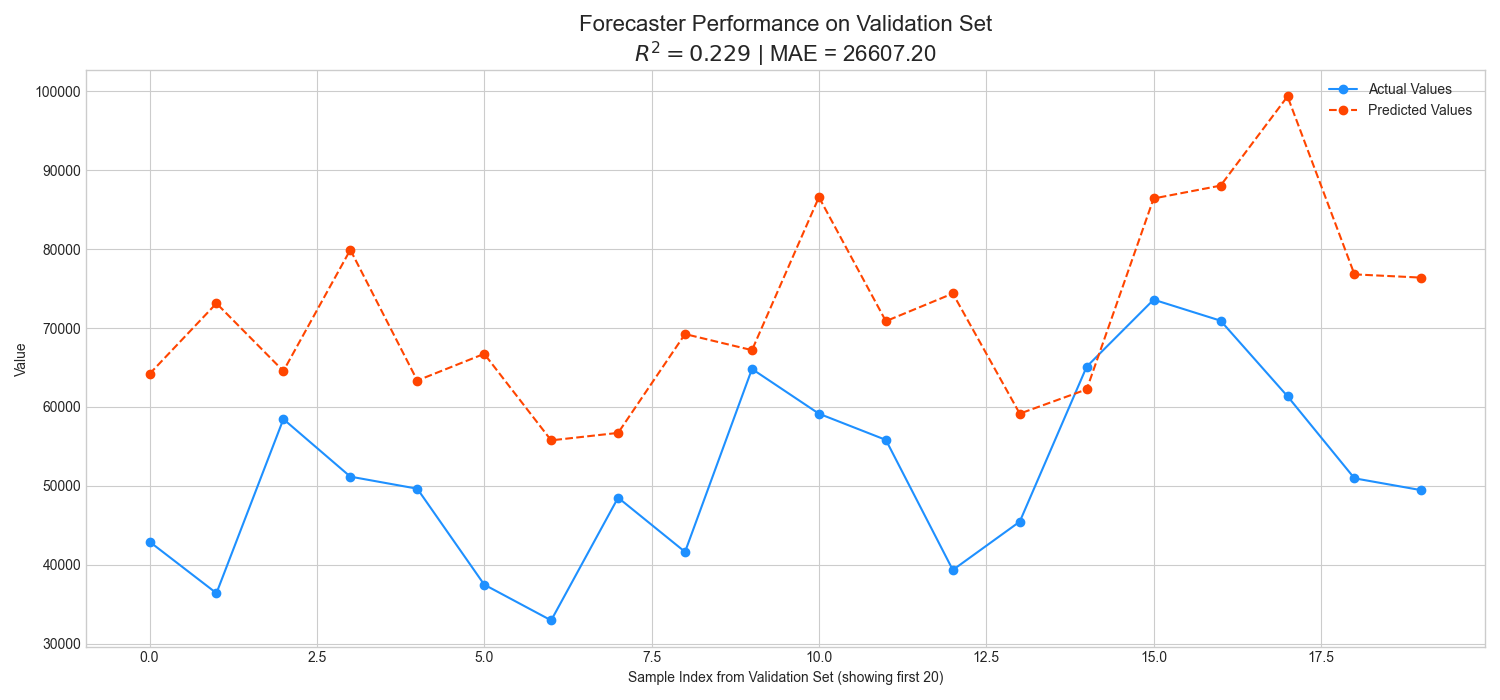 Forecaster Performance on Validation Set
$R^2 = 0.229$ | MAE = 26607.20
Actual Values
Predicted Values
100000
90000
80000
70000
60000
50000
40000
30000
Value
0.0 2.5 5.0 7.5 10.0 12.5 15.0 17.5
Sample Index from Validation Set (showing first 20)